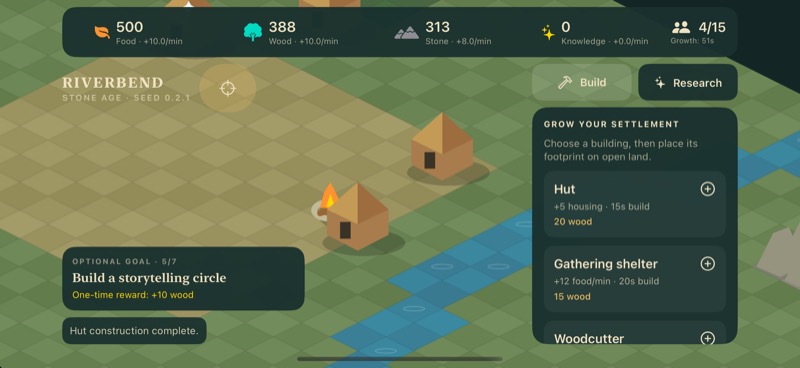 500
Food · +10.0/min
388
Wood · +10.0/min
313
Stone · +8.0/min
0
Knowledge · +0.0/min
4/15
Growth: 51s
RIVERBEND
STONE AGE · SEED 0.2.1
Build
Research
GROW YOUR SETTLEMENT
Choose a building, then place its
footprint on open land.
Hut
+5 housing · 15s build
20 wood
Gathering shelter
+12 food/min · 20s build
15 wood
Woodcutter
OPTIONAL GOAL · 5/7
Build a storytelling circle
One-time reward: +10 wood
Hut construction complete.